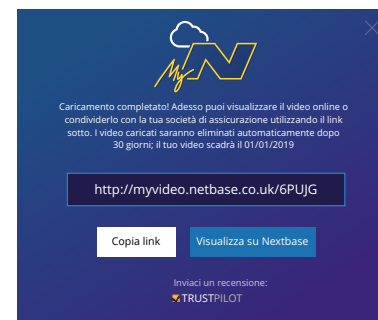 My N
Caricamento completato! Adesso puoi visualizzare il video online o
condividerlo con la tua società di assicurazione utilizzando il link
sotto. I video caricati saranno eliminati automaticamente dopo
30 giorni; il tuo video scadrà il 01/01/2019
http://myvideo.netbase.co.uk/6PUJG
Copia link
Visualizza su Nextbase
Inviaci un recensione:
TRUSTPILOT